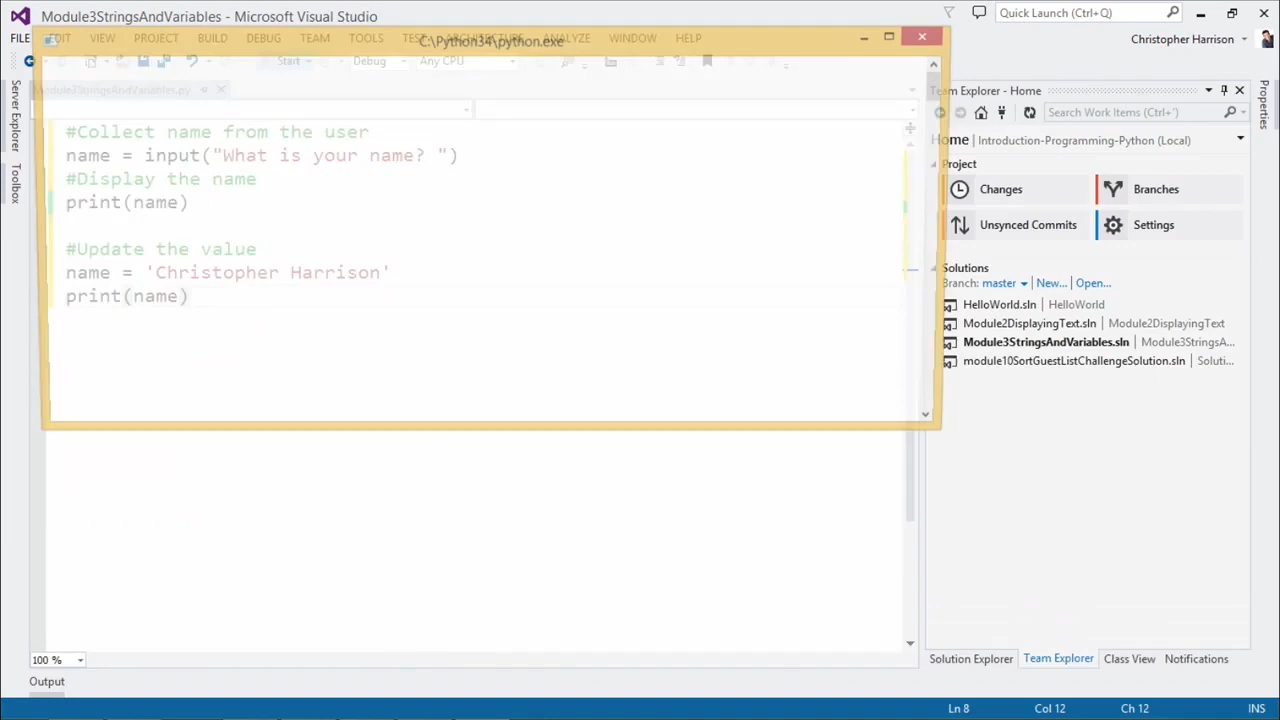 Module3StringsAndVariables - Microsoft Visual Studio
Quick Launch (Ctrl+Q)
FILE EDIT VIEW PROJECT BUILD DEBUG TEAM TOOLS TEST ANALYZE WINDOW HELP
Christopher Harrison
C:\Python34\python.exe
Start Debug Any CPU
Module3StringsAndVariables.py
Server Explorer
Toolbox
#Collect name from the user
name = input("What is your name? ")
#Display the name
print(name)
#Update the value
name = 'Christopher Harrison'
print(name)
100 %
Output
Team Explorer - Home
Search Work Items (Ctrl+')
Home Introduction-Programming-Python (Local)
Project
Changes Branches
Unsynced Commits Settings
Solutions
Branch: master New... Open...
HelloWorld.sln | HelloWorld
Module2DisplayingText.sln | Module2DisplayingText
Module3StringsAndVariables.sln | Module3StringsA...
module10SortGuestListChallengeSolution.sln | Soluti...
Solution Explorer Team Explorer Class View Notifications
Properties
Ln 8 Col 12 Ch 12 INS